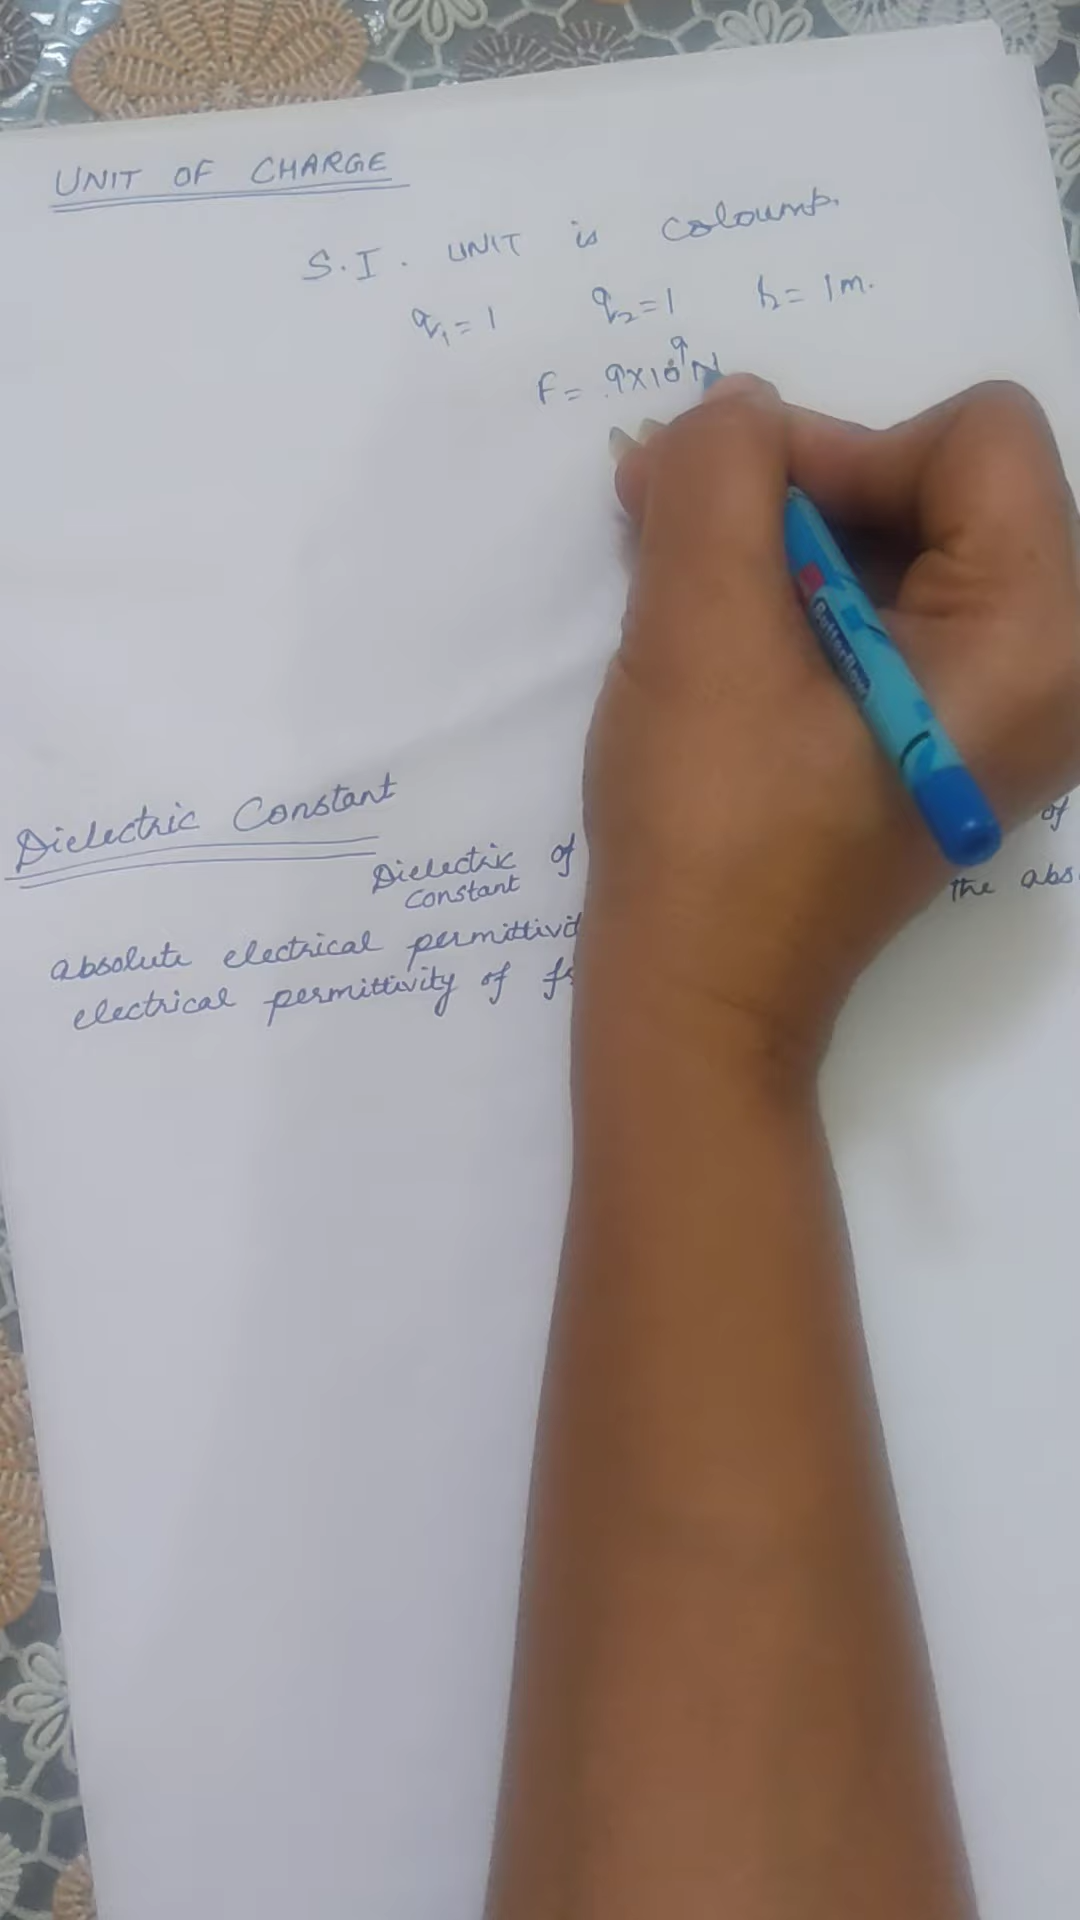 UNIT OF CHARGE
S.I. UNIT is coloumb.
q₁ = 1 q₂ = 1 r = 1m.
F = 9×10⁹ N
Butterflow
Dielectric Constant
Dielectric of of
Constant the abs
absolute electrical
electrical permittivity of